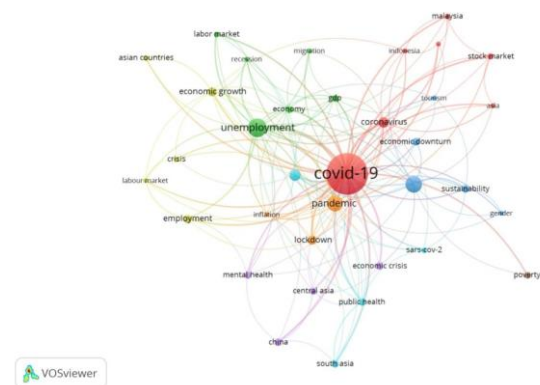 malaysia
labor market
migration
indonesia
stock market
asian countries
recession
economic growth
gdp
tourism
asia
economy
coronavirus
unemployment
economic downturn
crisis
covid-19
labour market
sustainability
pandemic
employment
inflation
gender
lockdown
sars-cov-2
economic crisis
mental health
poverty
central asia
public health
china
south asia
VOSviewer